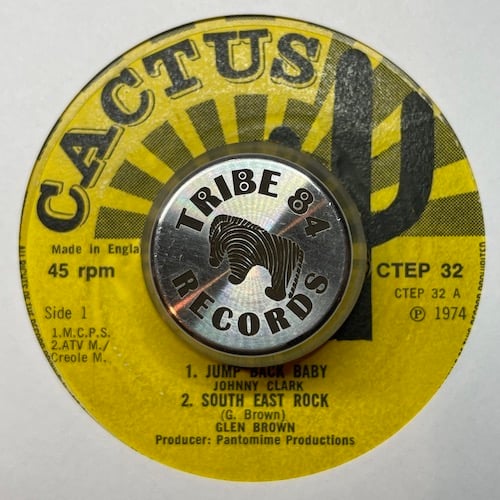 CACTUS
TRIBE 84
RECORDS
Made in England
45 rpm
Side 1
1.M.C.P.S.
2.ATV M./
Creole M.
CTEP 32
CTEP 32 A
Ⓟ 1974
1. JUMP BACK BABY
JOHNNY CLARK
2. SOUTH EAST ROCK
(G. Brown)
GLEN BROWN
Producer: Pantomime Productions